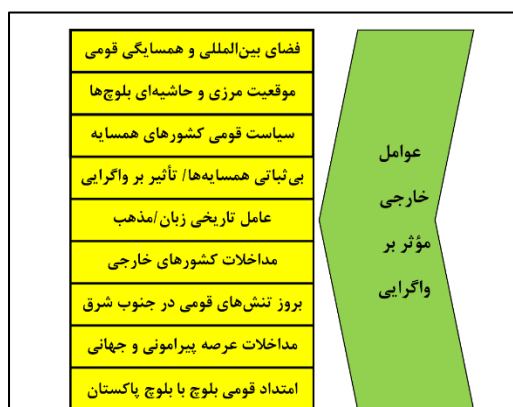 فضای بین‌المللی و همسایگی قومی
موقعیت مرزی و حاشیه‌ای بلوچ‌ها
سیاست قومی کشورهای همسایه
بی‌ثباتی همسایه‌ها/ تأثیر بر واگرایی
عامل تاریخی زبان/مذهب
مداخلات کشورهای خارجی
بروز تنش‌های قومی در جنوب شرق
مداخلات عرصه پیرامونی و جهانی
امتداد قومی بلوچ با بلوچ پاکستان
عوامل
خارجی
مؤثر بر
واگرایی